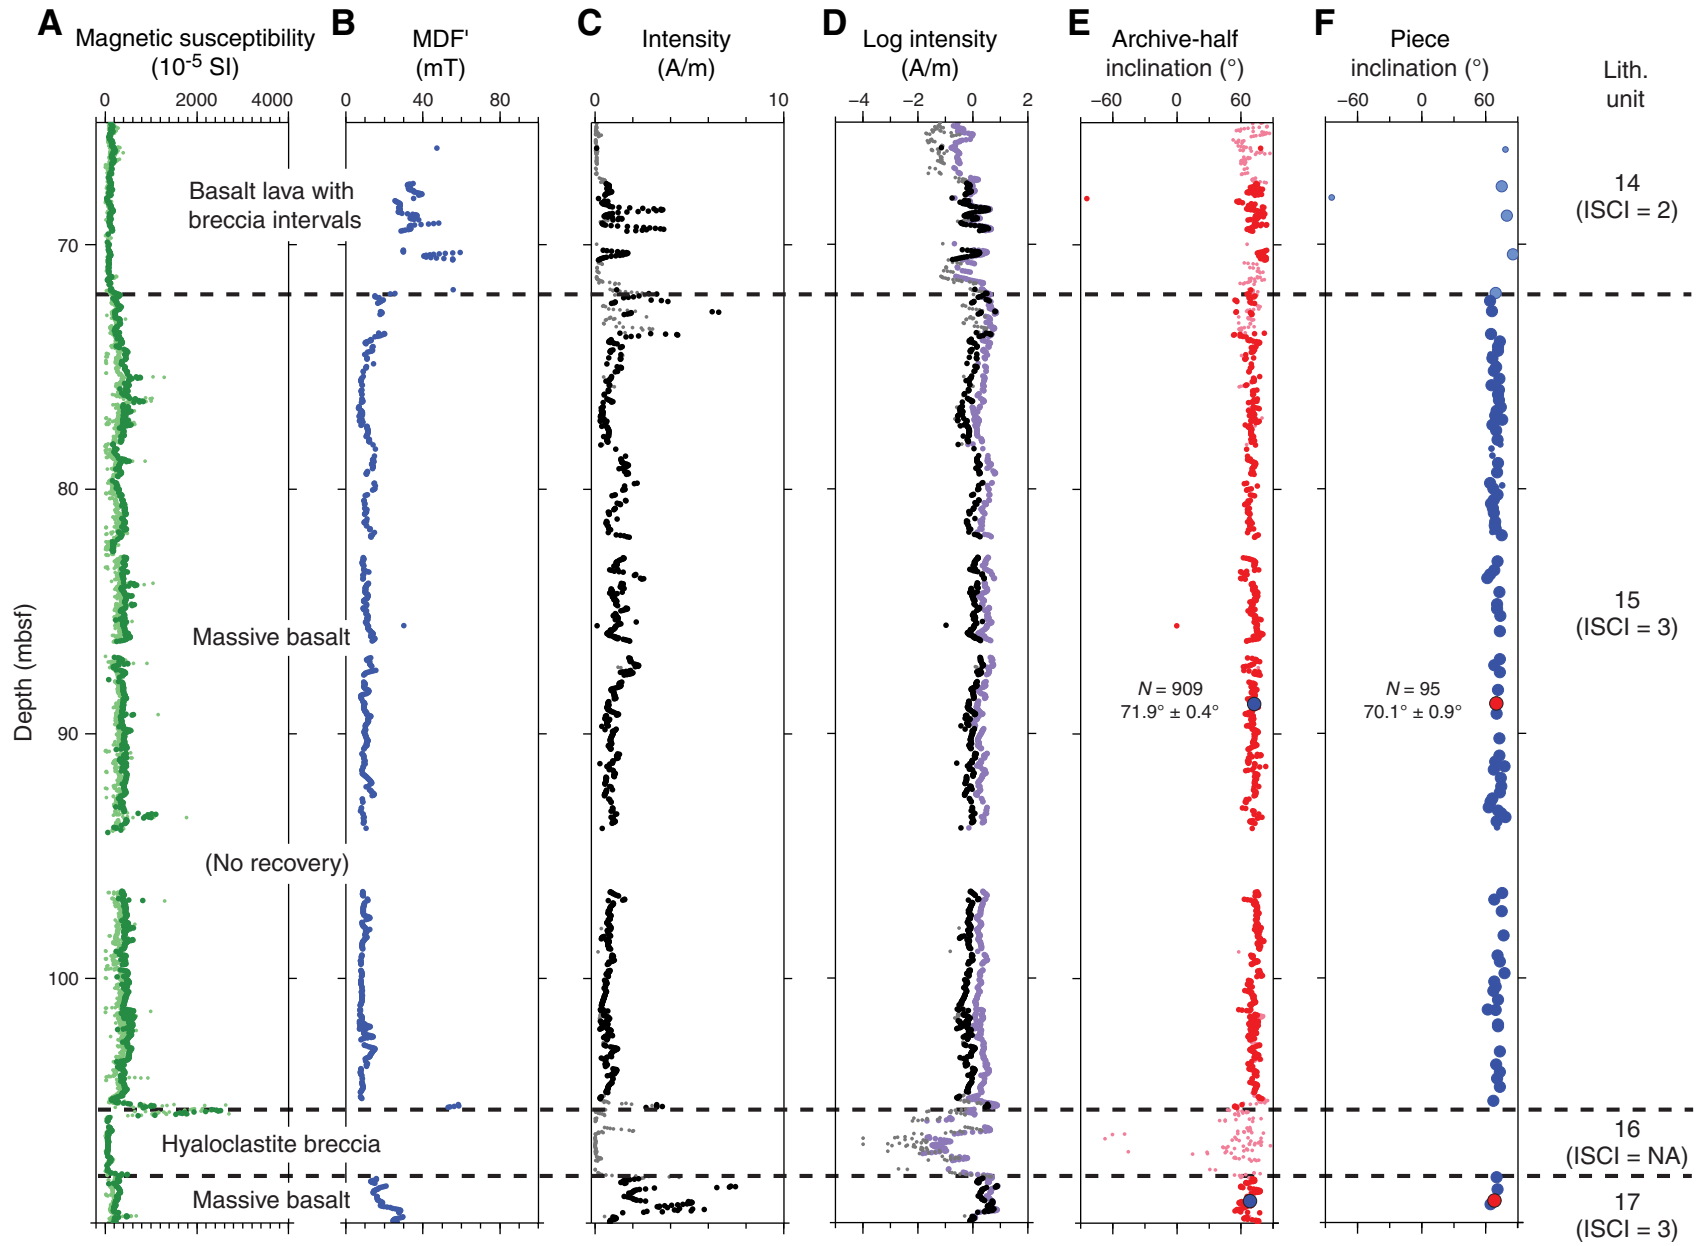 A
Magnetic susceptibility
(10-5 SI)
0 2000 4000
B
MDF'
(mT)
0 40 80
C
Intensity
(A/m)
0 10
D
Log intensity
(A/m)
−4 −2 0 2
E
Archive-half
inclination (°)
−60 0 60
F
Piece
inclination (°)
−60 0 60
Lith.
unit
Depth (mbsf)
70
80
90
100
Basalt lava with
breccia intervals
14
(ISCI = 2)
Massive basalt
15
(ISCI = 3)
N = 909
71.9° ± 0.4°
N = 95
70.1° ± 0.9°
(No recovery)
Hyaloclastite breccia
16
(ISCI = NA)
Massive basalt
17
(ISCI = 3)